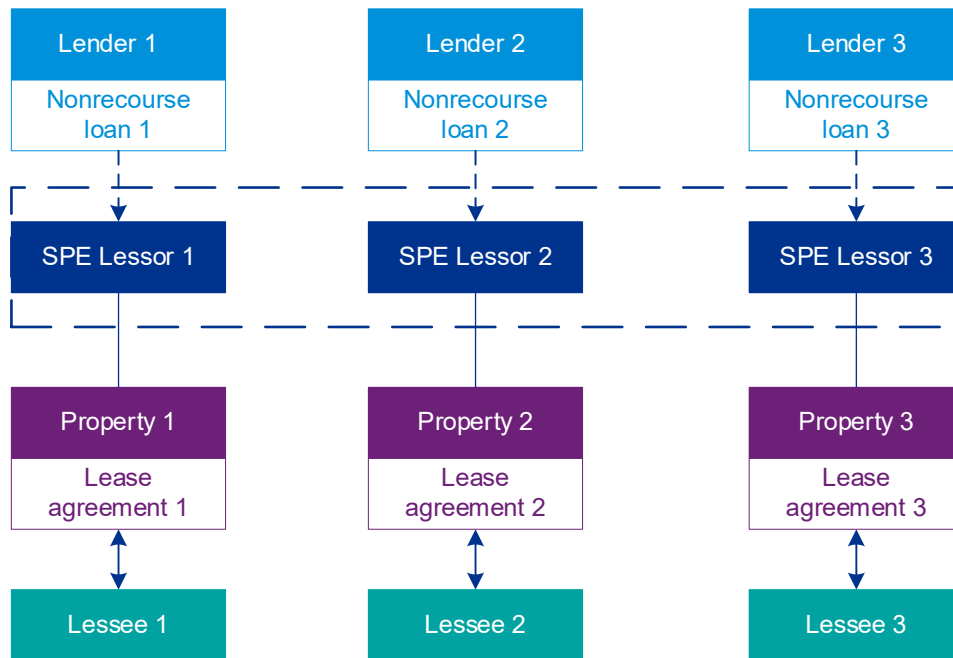 Lender 1
Lender 2
Lender 3
Nonrecourse
loan 1
Nonrecourse
loan 2
Nonrecourse
loan 3
SPE Lessor 1
SPE Lessor 2
SPE Lessor 3
Property 1
Property 2
Property 3
Lease
agreement 1
Lease
agreement 2
Lease
agreement 3
Lessee 1
Lessee 2
Lessee 3